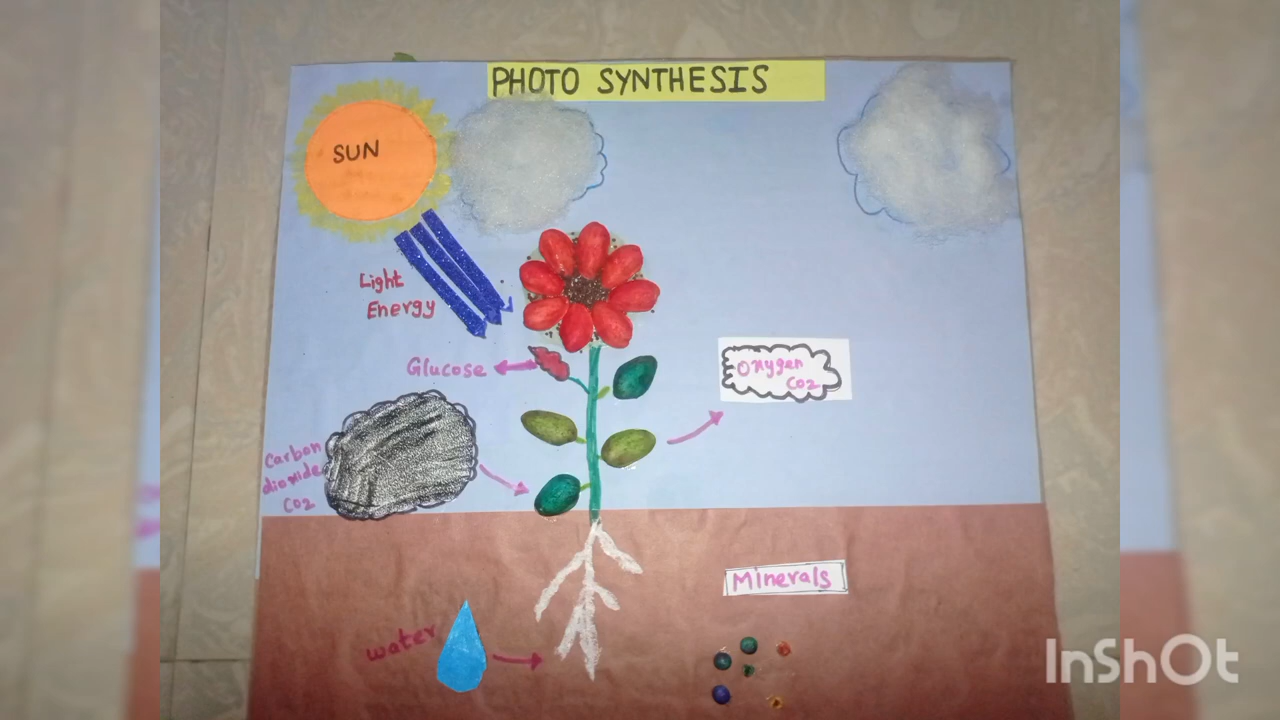 PHOTO SYNTHESIS
SUN
Light
Energy
Glucose
Oxygen
CO2
Carbon
dioxide
CO2
Minerals
water
InShOt